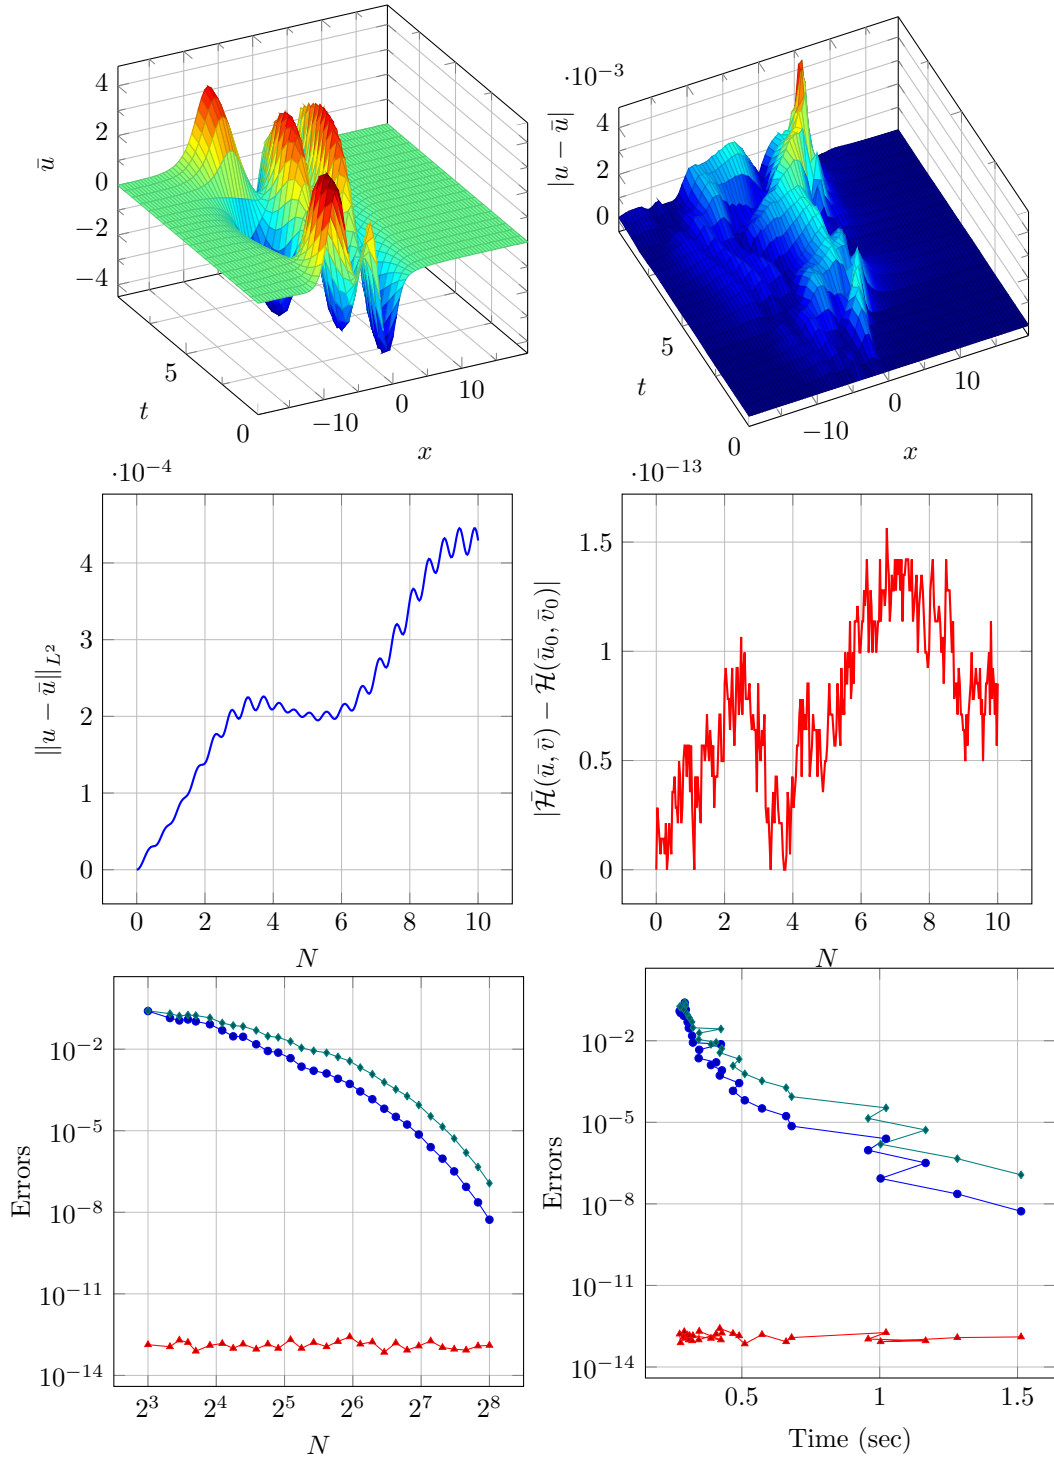 4
2
0
−2
−4
ū
5
0
t
−10
0
10
x
·10⁻³
4
2
0
|u − ū|
5
0
t
−10
0
10
x
·10⁻⁴
4
3
2
1
0
‖u − ū‖_{L²}
0 2 4 6 8 10
N
·10⁻¹³
1.5
1
0.5
0
|H̄(ū, v̄) − H̄(ū₀, v̄₀)|
0 2 4 6 8 10
N
10⁻²
10⁻⁵
10⁻⁸
10⁻¹¹
10⁻¹⁴
Errors
2³ 2⁴ 2⁵ 2⁶ 2⁷ 2⁸
N
10⁻²
10⁻⁵
10⁻⁸
10⁻¹¹
10⁻¹⁴
Errors
0.5 1 1.5
Time (sec)